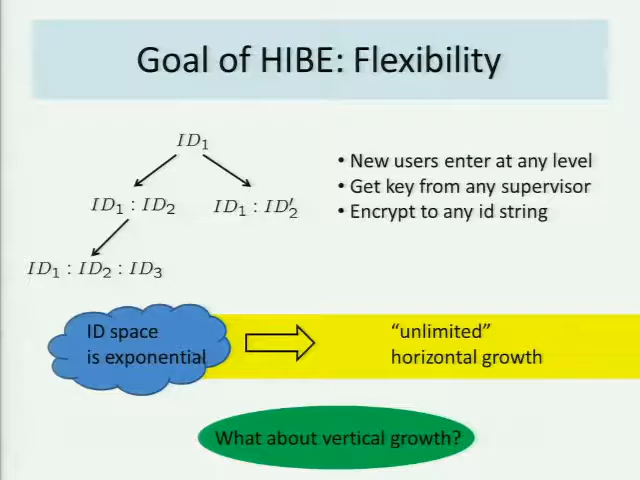 Goal of HIBE: Flexibility
ID₁
ID₁ : ID₂
ID₁ : ID′₂
ID₁ : ID₂ : ID₃
• New users enter at any level
• Get key from any supervisor
• Encrypt to any id string
ID space
is exponential
“unlimited”
horizontal growth
What about vertical growth?